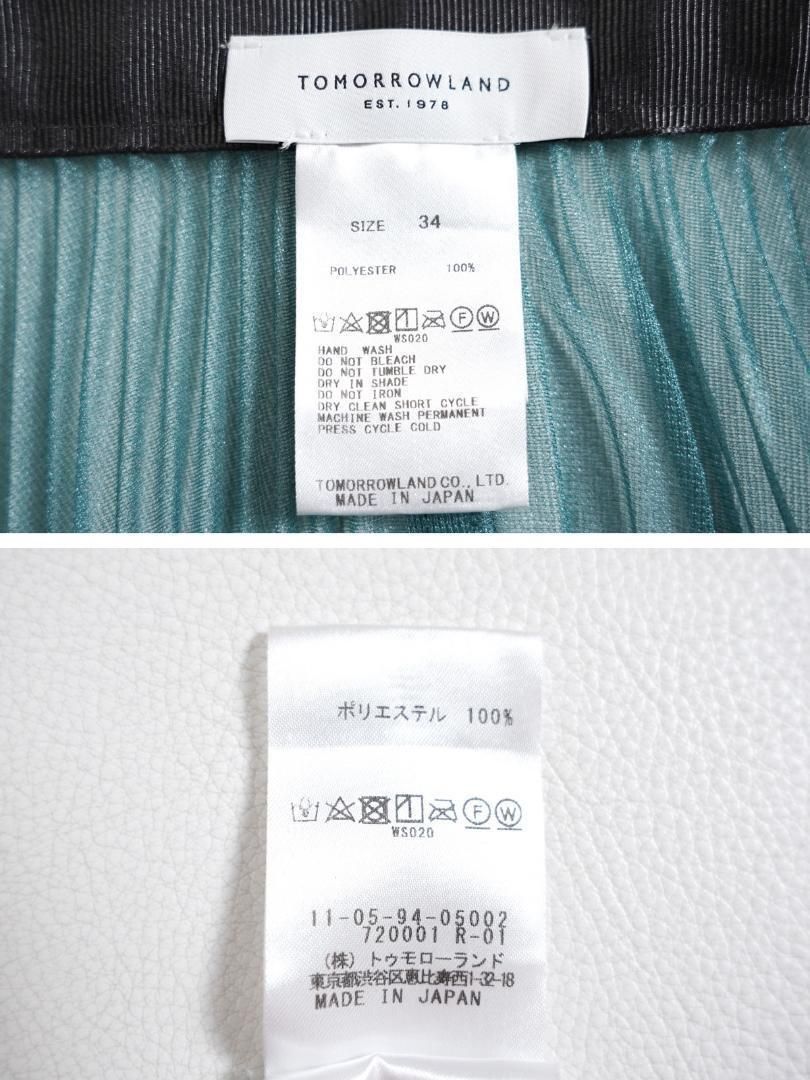 TOMORROWLAND
EST. 1978
SIZE 34
POLYESTER 100%
F W
WS020
HAND WASH
DO NOT BLEACH
DO NOT TUMBLE DRY
DRY IN SHADE
DO NOT IRON
DRY CLEAN SHORT CYCLE
MACHINE WASH PERMANENT
PRESS CYCLE COLD
TOMORROWLAND CO., LTD.
MADE IN JAPAN
ポリエステル 100%
F W
WS020
11-05-94-05002
720001 R-01
(株) トゥモローランド
東京都渋谷区恵比寿西1-32-18
MADE IN JAPAN